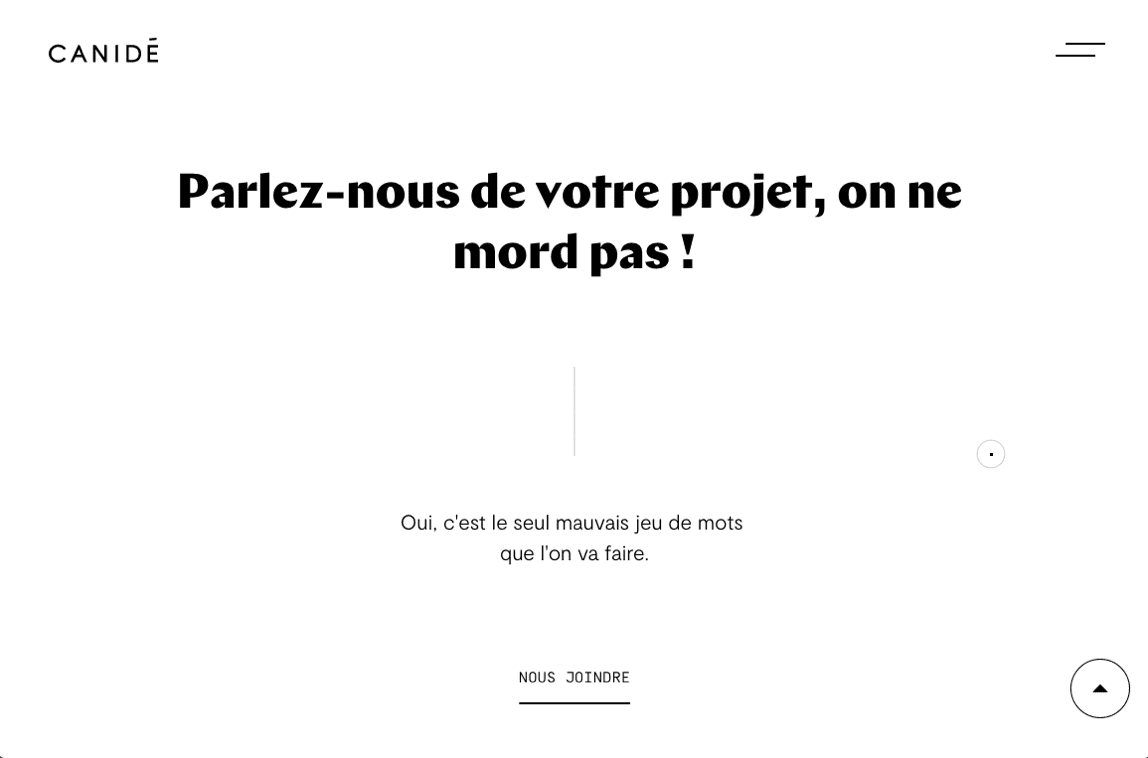 CANIDÉ
Parlez-nous de votre projet, on ne
mord pas !
Oui, c'est le seul mauvais jeu de mots
que l'on va faire.
NOUS JOINDRE